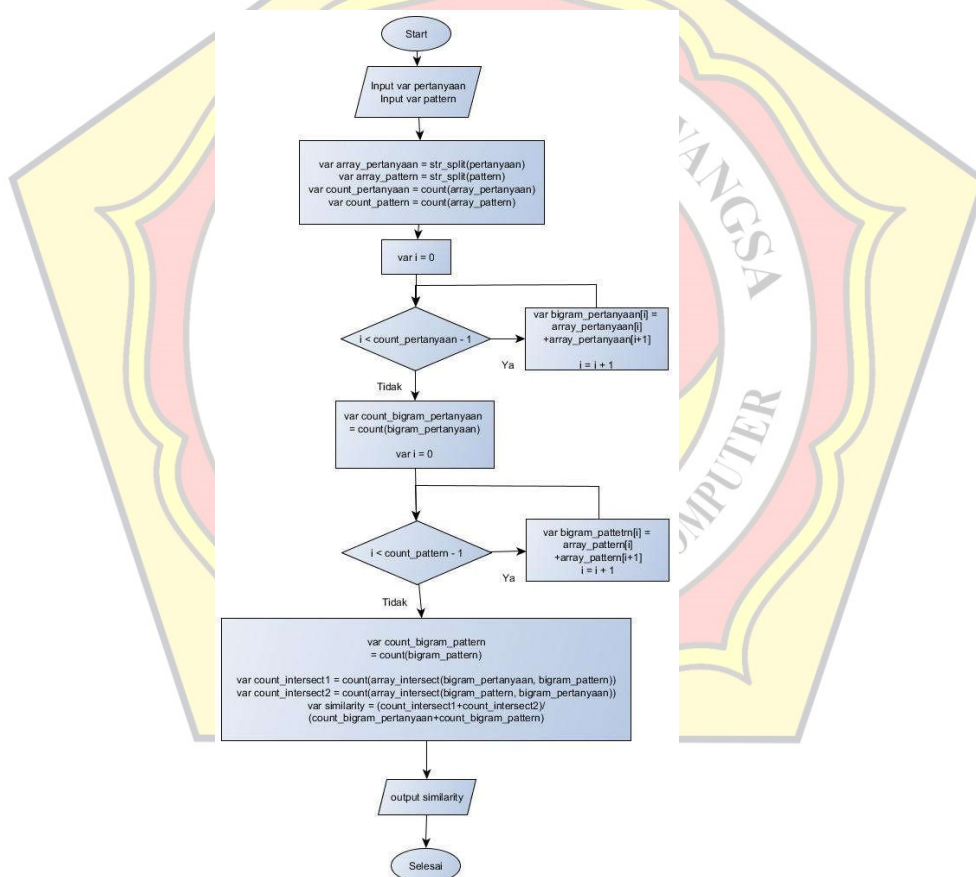 Start
Input var pertanyaan
Input var pattern
var array_pertanyaan = str_split(pertanyaan)
var array_pattern = str_split(pattern)
var count_pertanyaan = count(array_pertanyaan)
var count_pattern = count(array_pattern)
var i = 0
i < count_pertanyaan - 1
Ya
var bigram_pertanyaan[i] =
array_pertanyaan[i]
+array_pertanyaan[i+1]
i = i + 1
Tidak
var count_bigram_pertanyaan
= count(bigram_pertanyaan)
var i = 0
i < count_pattern - 1
Ya
var bigram_pattetrn[i] =
array_pattern[i]
+array_pattern[i+1]
i = i + 1
Tidak
var count_bigram_pattern
= count(bigram_pattern)
var count_intersect1 = count(array_intersect(bigram_pertanyaan, bigram_pattern))
var count_intersect2 = count(array_intersect(bigram_pattern, bigram_pertanyaan))
var similarity = (count_intersect1+count_intersect2)/
(count_bigram_pertanyaan+count_bigram_pattern)
output similarity
Selesai